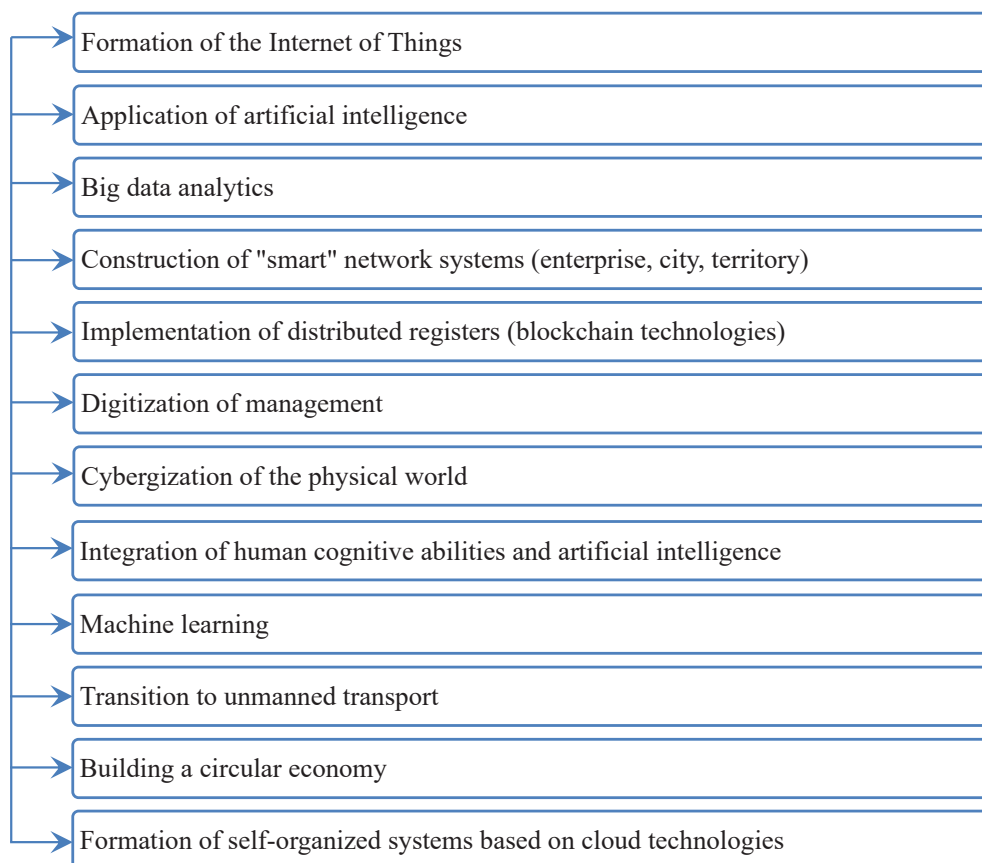 Formation of the Internet of Things
Application of artificial intelligence
Big data analytics
Construction of "smart" network systems (enterprise, city, territory)
Implementation of distributed registers (blockchain technologies)
Digitization of management
Cybergization of the physical world
Integration of human cognitive abilities and artificial intelligence
Machine learning
Transition to unmanned transport
Building a circular economy
Formation of self-organized systems based on cloud technologies